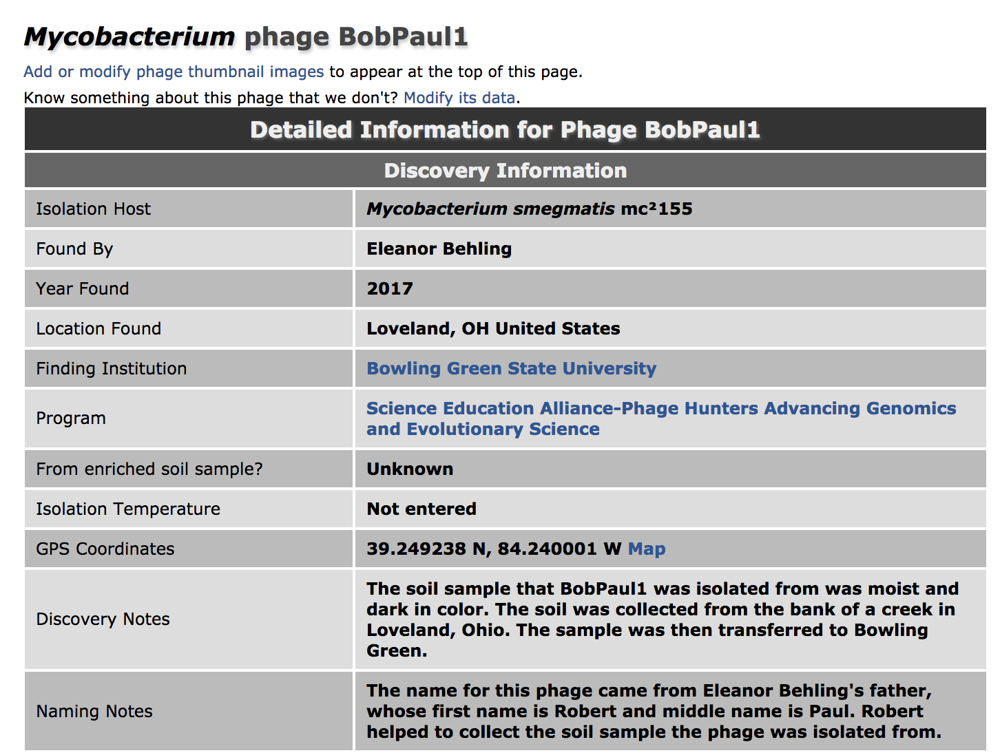 Mycobacterium phage BobPaul1
Add or modify phage thumbnail images to appear at the top of this page.
Know something about this phage that we don't? Modify its data.
Detailed Information for Phage BobPaul1
Discovery Information
Isolation Host
Mycobacterium smegmatis mc²155
Found By
Eleanor Behling
Year Found
2017
Location Found
Loveland, OH United States
Finding Institution
Bowling Green State University
Program
Science Education Alliance-Phage Hunters Advancing Genomics
and Evolutionary Science
From enriched soil sample?
Unknown
Isolation Temperature
Not entered
GPS Coordinates
39.249238 N, 84.240001 W Map
Discovery Notes
The soil sample that BobPaul1 was isolated from was moist and
dark in color. The soil was collected from the bank of a creek in
Loveland, Ohio. The sample was then transferred to Bowling
Green.
Naming Notes
The name for this phage came from Eleanor Behling's father,
whose first name is Robert and middle name is Paul. Robert
helped to collect the soil sample the phage was isolated from.